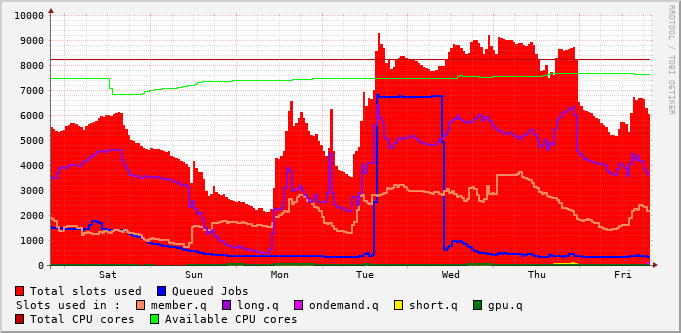 10000
9000
8000
7000
6000
5000
4000
3000
2000
1000
0
Sat Sun Mon Tue Wed Thu Fri
RRDTOOL / TOBI OETIKER
Total slots used Queued Jobs
Slots used in : member.q long.q ondemand.q short.q gpu.q
Total CPU cores Available CPU cores